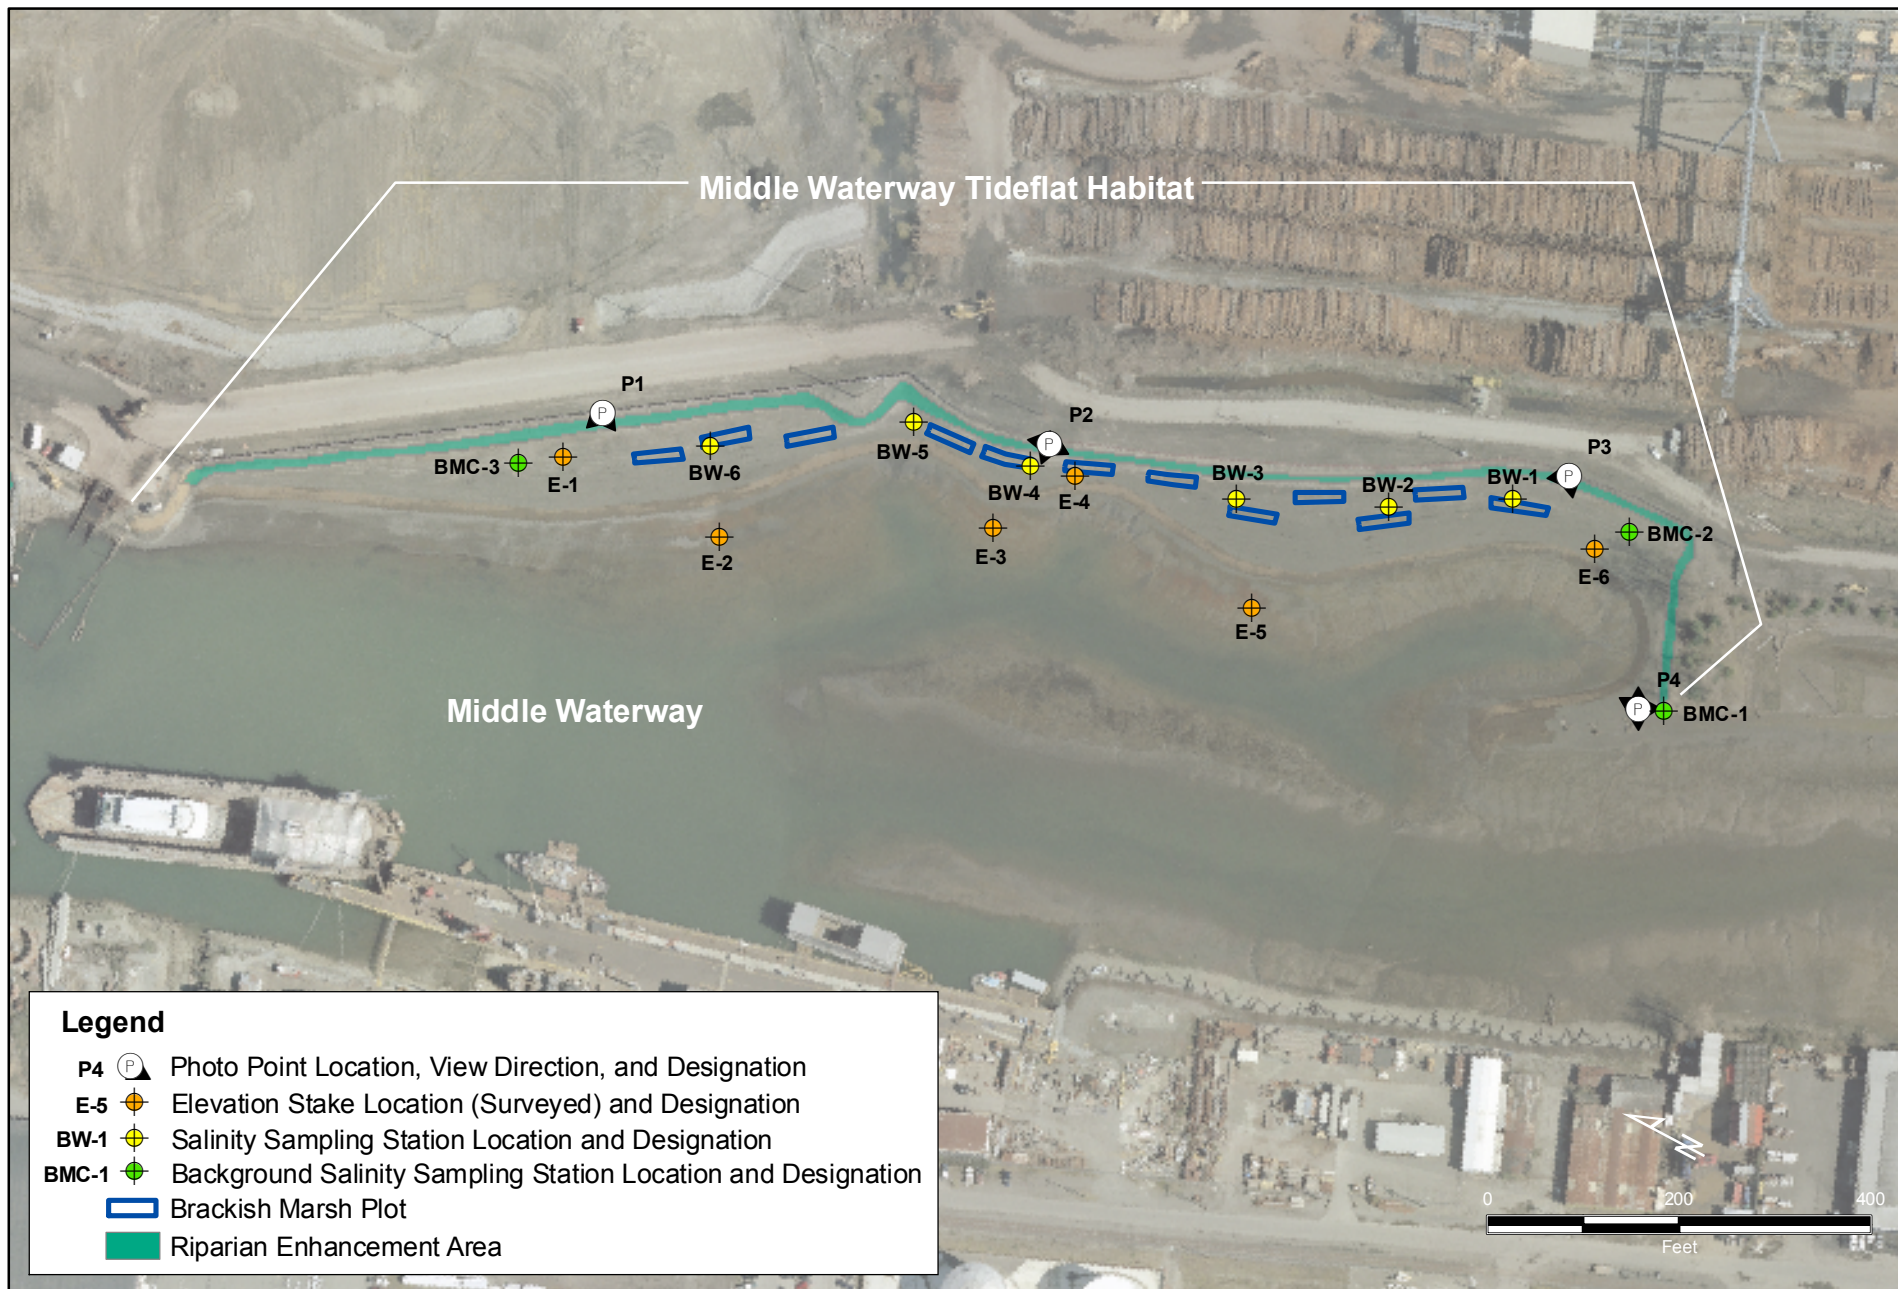 Middle Waterway Tideflat Habitat
P1
P2
P3
BMC-3
E-1
BW-6
BW-5
BW-4
E-4
BW-3
BW-2
BW-1
BMC-2
E-2
E-3
E-6
E-5
P4
BMC-1
Middle Waterway
Legend
P4 P Photo Point Location, View Direction, and Designation
E-5 Elevation Stake Location (Surveyed) and Designation
BW-1 Salinity Sampling Station Location and Designation
BMC-1 Background Salinity Sampling Station Location and Designation
Brackish Marsh Plot
Riparian Enhancement Area
P
P
P
P
N
0 200 400
Feet